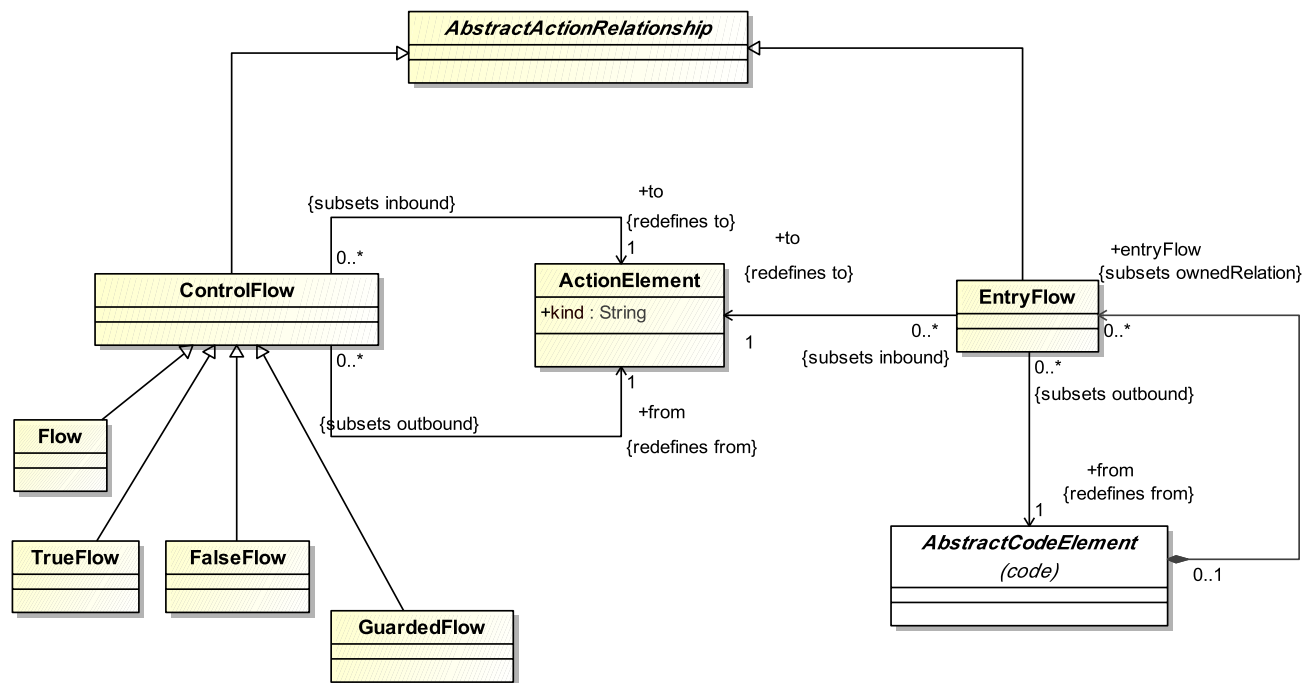 AbstractActionRelationship
+to
{subsets inbound}
{redefines to}
+to
1
0..*
{redefines to}
+entryFlow
{subsets ownedRelation}
ControlFlow
ActionElement
+kind : String
EntryFlow
0..*
0..*
1
{subsets inbound}
0..*
0..*
1
{subsets outbound}
+from
{subsets outbound}
{redefines from}
Flow
+from
{redefines from}
1
TrueFlow
FalseFlow
AbstractCodeElement
(code)
0..1
GuardedFlow